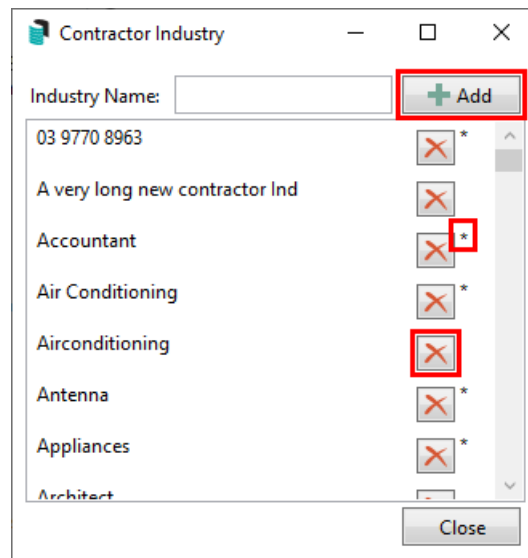 Contractor Industry
Industry Name: Add
03 9770 8963 *
A very long new contractor Ind
Accountant *
Air Conditioning *
Airconditioning
Antenna *
Appliances *
Architect
Close